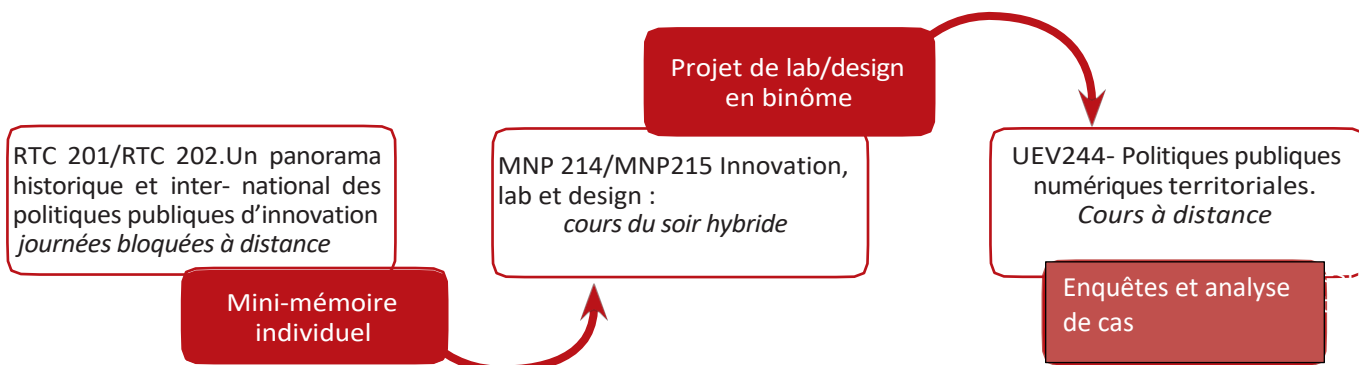 RTC 201/RTC 202.Un panorama
historique et inter- national des
politiques publiques d’innovation
journées bloquées à distance
Mini-mémoire
individuel
MNP 214/MNP215 Innovation,
lab et design :
cours du soir hybride
Projet de lab/design
en binôme
UEV244- Politiques publiques
numériques territoriales.
Cours à distance
Enquêtes et analyse
de cas